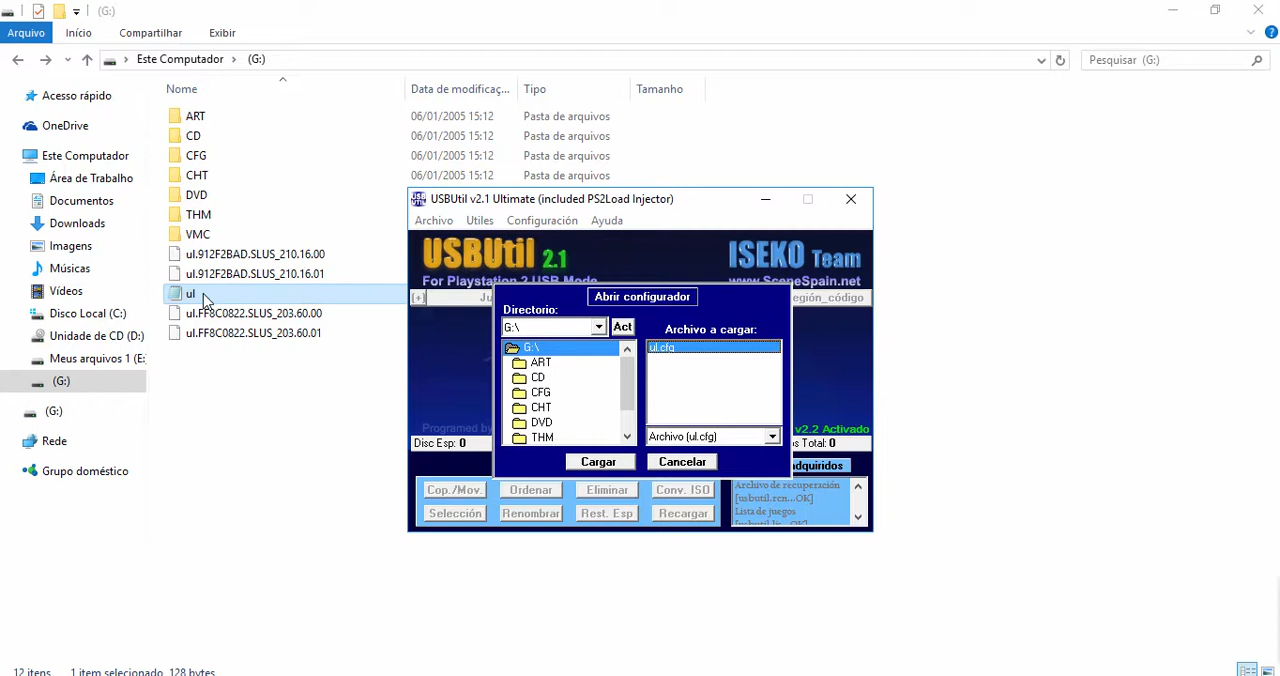 (G:)
Arquivo Início Compartilhar Exibir
Este Computador (G:) Pesquisar (G:)
Nome Data de modificaç... Tipo Tamanho
Acesso rápido
OneDrive
Este Computador
Área de Trabalho
Documentos
Downloads
Imagens
Músicas
Vídeos
Disco Local (C:)
Unidade de CD (D:)
Meus arquivos 1 (E:
(G:)
(G:)
Rede
Grupo doméstico
ART 06/01/2005 15:12 Pasta de arquivos
CD 06/01/2005 15:12 Pasta de arquivos
CFG 06/01/2005 15:12 Pasta de arquivos
CHT 06/01/2005 15:12 Pasta de arquivos
DVD
THM
VMC
ul.912F2BAD.SLUS_210.16.00
ul.912F2BAD.SLUS_210.16.01
ul
ul.FF8C0822.SLUS_203.60.00
ul.FF8C0822.SLUS_203.60.01
USBUtil v2.1 Ultimate (included PS2Load Injector)
Archivo Utiles Configuración Ayuda
USBUtil 2.1 ISEKO Team
For Playstation 2 USB Mode www.SceneSpain.net
[+] Ju región_código
Abrir configurador
Directorio:
G:\ Act Archivo a cargar:
G:\ ul.cfg
ART
CD
CFG
CHT
DVD
THM Archivo (ul.cfg)
Cargar Cancelar
Programed by v2.2 Activado
Disc Esp: 0 os Total: 0
dquiridos
Cop./Mov. Ordenar Eliminar Conv. ISO
Selección Renombrar Rest. Esp Recargar
Archivo de recuperación
[usbutil.rcn...OK]
Lista de juegos
[usbutil.lis...OK]
12 itens 1 item selecionado 128 bytes